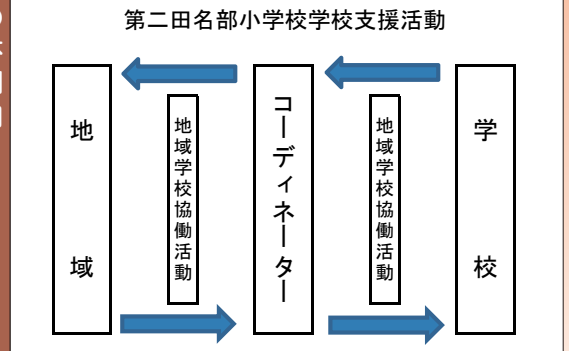 第二田名部小学校学校支援活動
地域
地域学校協働活動
コーディネーター
地域学校協働活動
学校